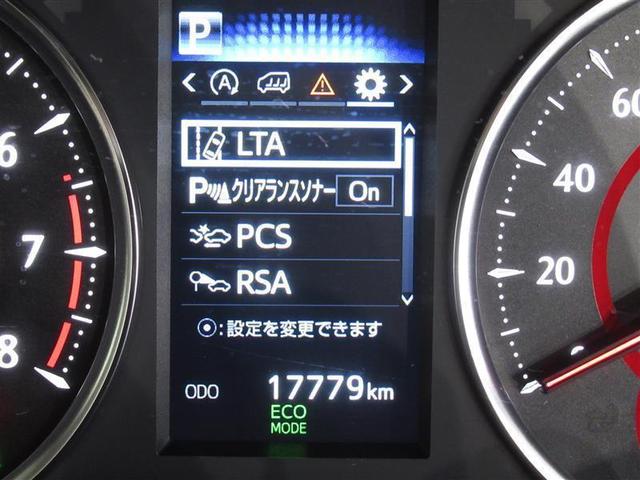 P
A
LTA
P クリアランスソナー On
PCS
RSA
:設定を変更できます
ODO 17779km
ECO
MODE
6
7
8
60
40
20